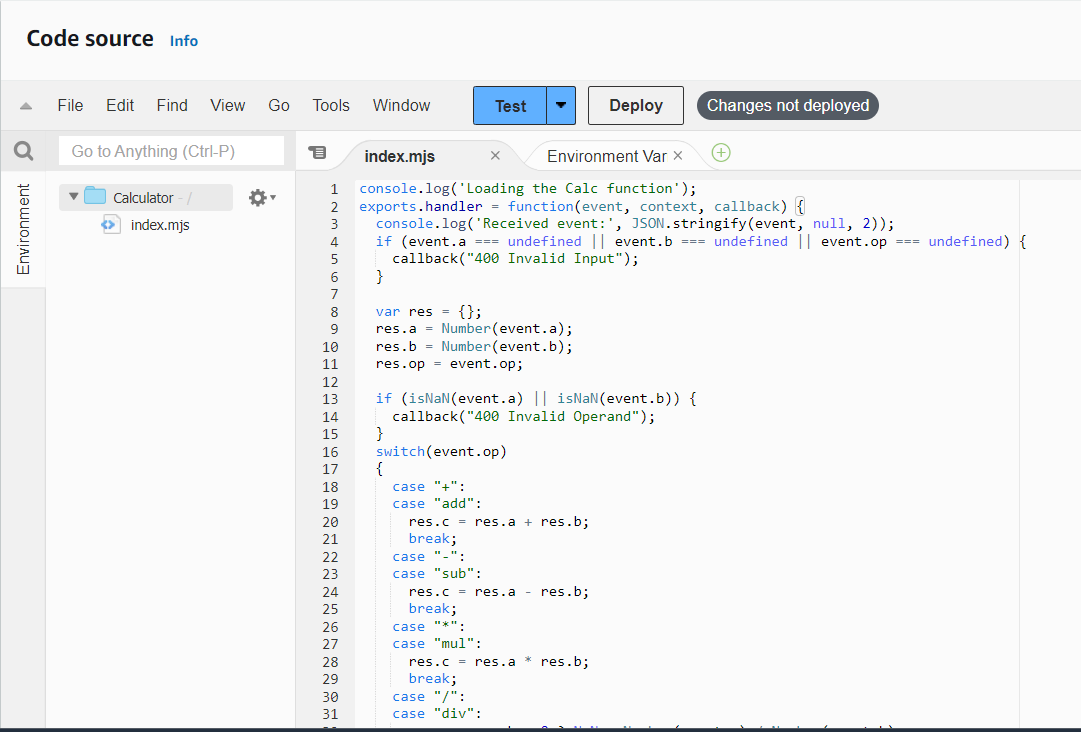 Code source Info
File Edit Find View Go Tools Window Test Deploy Changes not deployed
Go to Anything (Ctrl-P)
index.mjs
Environment Var
Environment
Calculator - /
index.mjs
1 console.log('Loading the Calc function');
2 exports.handler = function(event, context, callback) {
3 console.log('Received event:', JSON.stringify(event, null, 2));
4 if (event.a === undefined || event.b === undefined || event.op === undefined) {
5 callback("400 Invalid Input");
6 }
7
8 var res = {};
9 res.a = Number(event.a);
10 res.b = Number(event.b);
11 res.op = event.op;
12
13 if (isNaN(event.a) || isNaN(event.b)) {
14 callback("400 Invalid Operand");
15 }
16 switch(event.op)
17 {
18 case "+":
19 case "add":
20 res.c = res.a + res.b;
21 break;
22 case "-":
23 case "sub":
24 res.c = res.a - res.b;
25 break;
26 case "*":
27 case "mul":
28 res.c = res.a * res.b;
29 break;
30 case "/":
31 case "div":